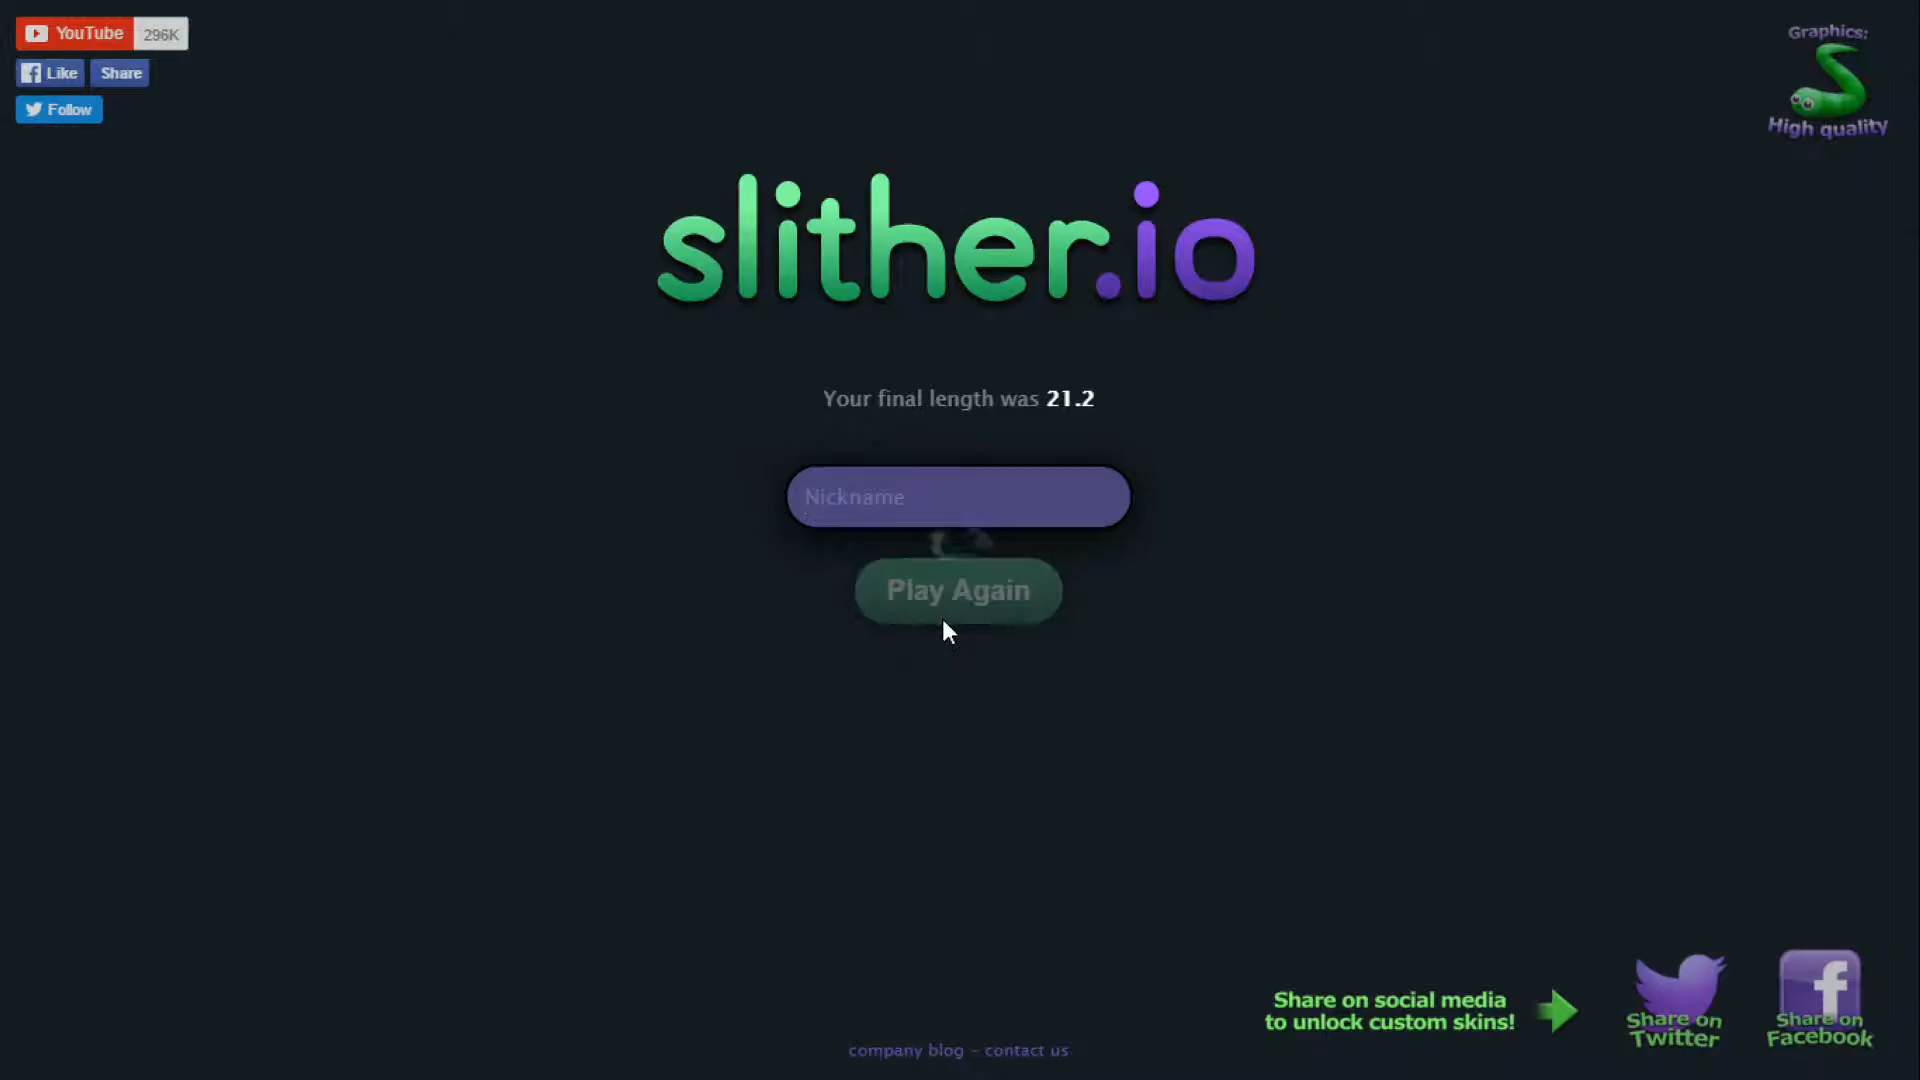 YouTube 296K
Like Share
Follow
Graphics:
High quality
slither.io
Your final length was 21.2
Nickname
Play Again
Share on social media
to unlock custom skins!
Share on
Twitter
Share on
Facebook
company blog - contact us